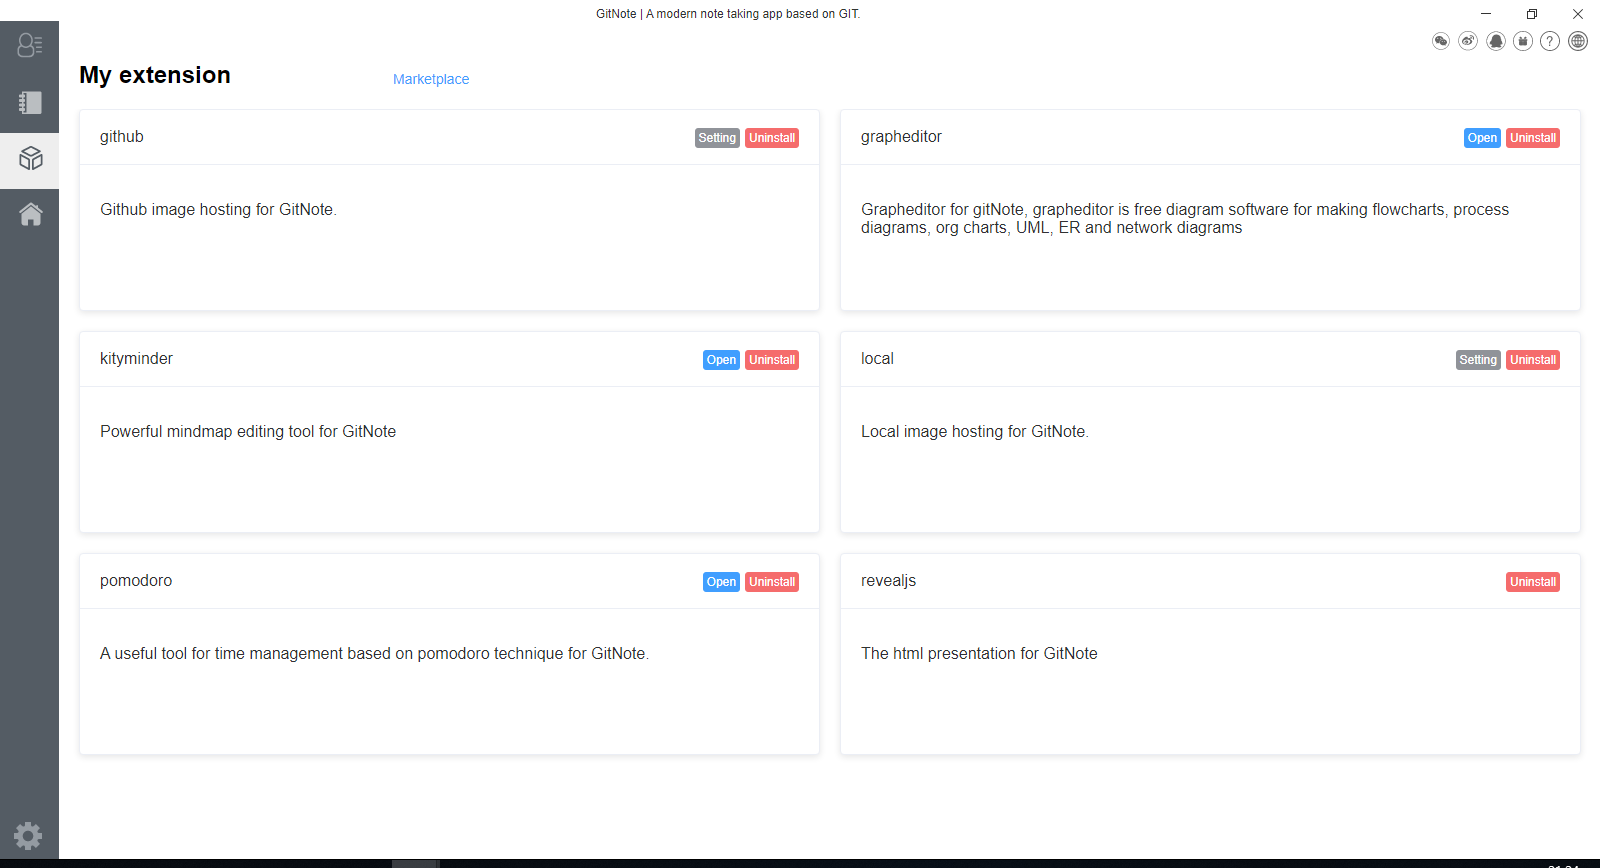 GitNote | A modern note taking app based on GIT.
My extension
Marketplace
github
Setting
Uninstall
Github image hosting for GitNote.
grapheditor
Open
Uninstall
Grapheditor for gitNote, grapheditor is free diagram software for making flowcharts, process
diagrams, org charts, UML, ER and network diagrams
kityminder
Open
Uninstall
Powerful mindmap editing tool for GitNote
local
Setting
Uninstall
Local image hosting for GitNote.
pomodoro
Open
Uninstall
A useful tool for time management based on pomodoro technique for GitNote.
revealjs
Uninstall
The html presentation for GitNote